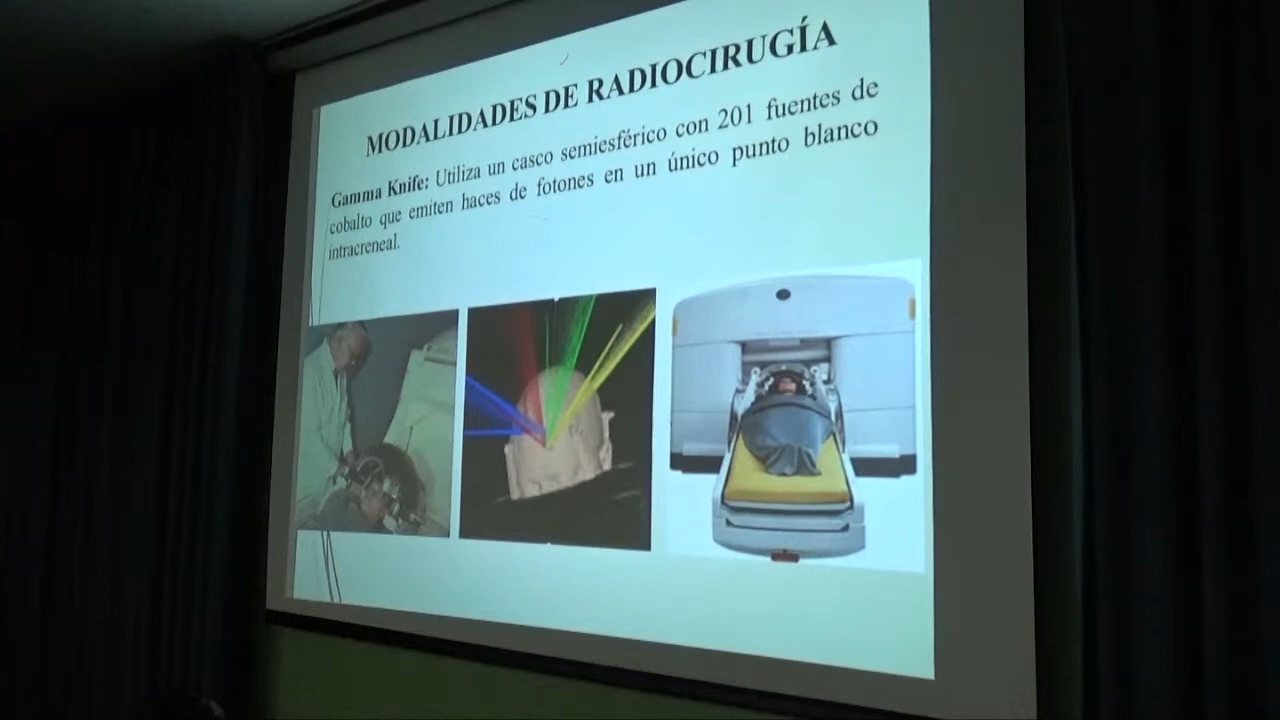 MODALIDADES DE RADIOCIRUGÍA
Gamma Knife: Utiliza un casco semiesférico con 201 fuentes de
cobalto que emiten haces de fotones en un único punto blanco
intracreneal.